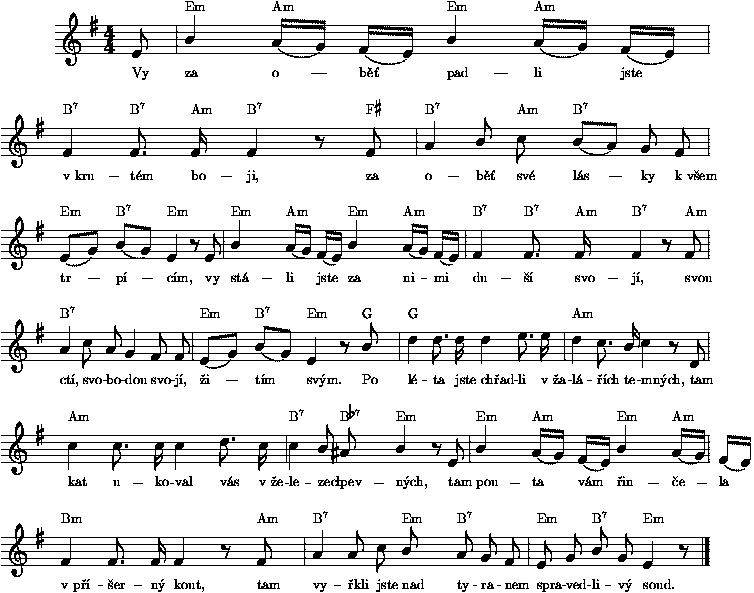 Em Am Em Am
Vy za o – běť pad – li jste
B7 B7 Am B7 F♯ B7 Am B7
v kru – tém bo – ji, za o – běť své lás – ky k všem
Em B7 Em Em Am Em Am B7 B7 Am B7 Am
tr – pí – cím, vy stá – li jste za ni – mi du – ší svo – jí, svou
B7 Em B7 Em G G Am
ctí, svo-bo-dou svo-jí, ži – tím svým. Po lé – ta jste chřad-li v ža-lá-řích te-mných, tam
Am B7 B♭7 Em Em Am Em Am
kat u – ko-val vás v že-le-zech pev – ných, tam pou – ta vám řin – če – la
Bm Am B7 Em B7 Em B7 Em
v pří – šer – ný kout, tam vy – řkli jste nad ty – ra – nem spra-ved-li-vý soud.